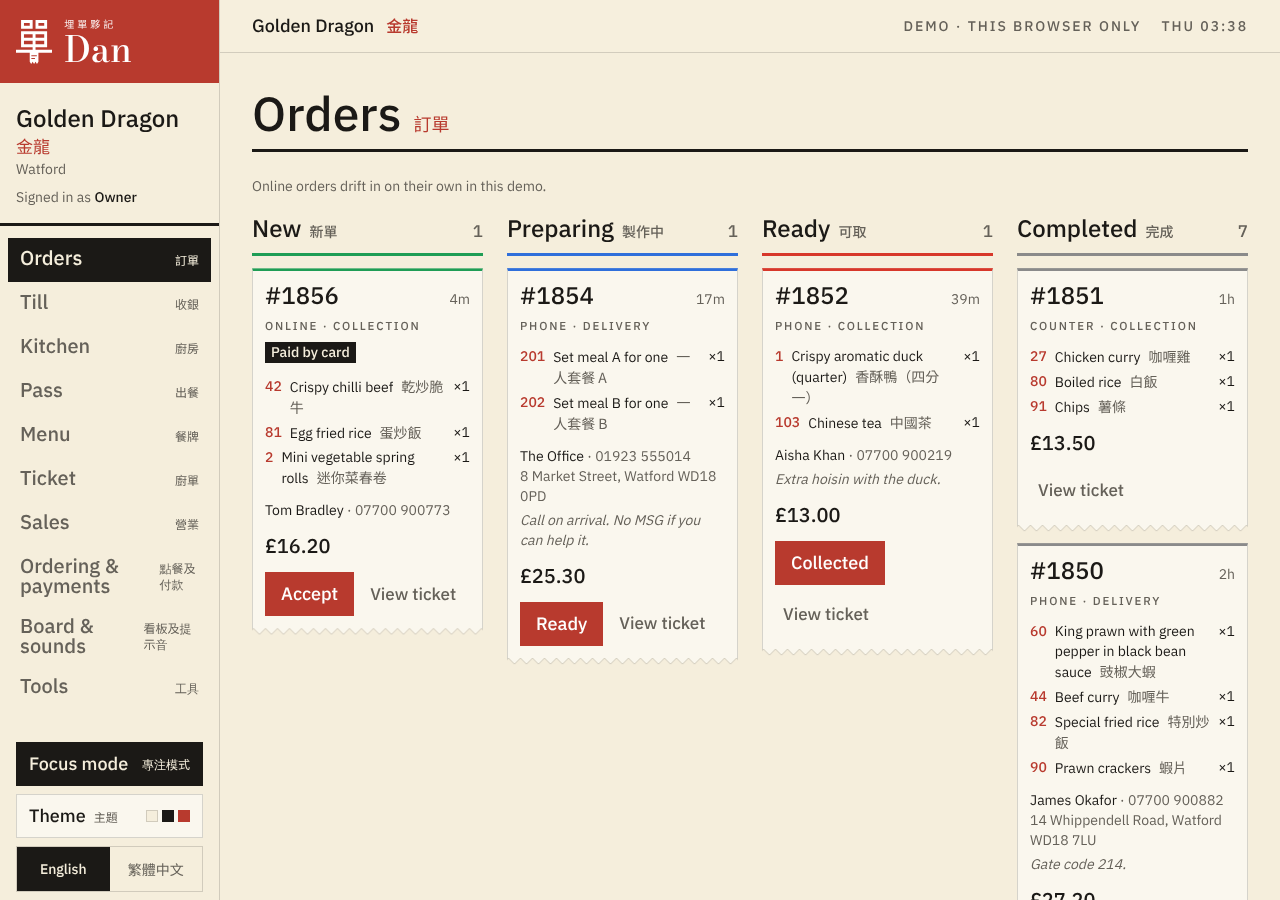 單
埋單夥記
Dan
Golden Dragon
金龍
Watford
Signed in as Owner
Orders 訂單
Till 收銀
Kitchen 廚房
Pass 出餐
Menu 餐牌
Ticket 廚單
Sales 營業
Ordering & payments 點餐及付款
Board & sounds 看板及提示音
Tools 工具
Focus mode 專注模式
Theme 主題
English 繁體中文
Golden Dragon 金龍
DEMO · THIS BROWSER ONLY THU 03:38
Orders 訂單
Online orders drift in on their own in this demo.
New 新單 1
#1856 4m
ONLINE · COLLECTION
Paid by card
42 Crispy chilli beef 乾炒脆 ×1
牛
81 Egg fried rice 蛋炒飯 ×1
2 Mini vegetable spring ×1
rolls 迷你菜春卷
Tom Bradley · 07700 900773
£16.20
Accept View ticket
Preparing 製作中 1
#1854 17m
PHONE · DELIVERY
201 Set meal A for one 一 ×1
人套餐 A
202 Set meal B for one 一 ×1
人套餐 B
The Office · 01923 555014
8 Market Street, Watford WD18
0PD
Call on arrival. No MSG if you
can help it.
£25.30
Ready View ticket
Ready 可取 1
#1852 39m
PHONE · COLLECTION
1 Crispy aromatic duck ×1
(quarter) 香酥鴨（四分
一）
103 Chinese tea 中國茶 ×1
Aisha Khan · 07700 900219
Extra hoisin with the duck.
£13.00
Collected
View ticket
Completed 完成 7
#1851 1h
COUNTER · COLLECTION
27 Chicken curry 咖喱雞 ×1
80 Boiled rice 白飯 ×1
91 Chips 薯條 ×1
£13.50
View ticket
#1850 2h
PHONE · DELIVERY
60 King prawn with green ×1
pepper in black bean
sauce 豉椒大蝦
44 Beef curry 咖喱牛 ×1
82 Special fried rice 特別炒 ×1
飯
90 Prawn crackers 蝦片 ×1
James Okafor · 07700 900882
14 Whippendell Road, Watford
WD18 7LU
Gate code 214.